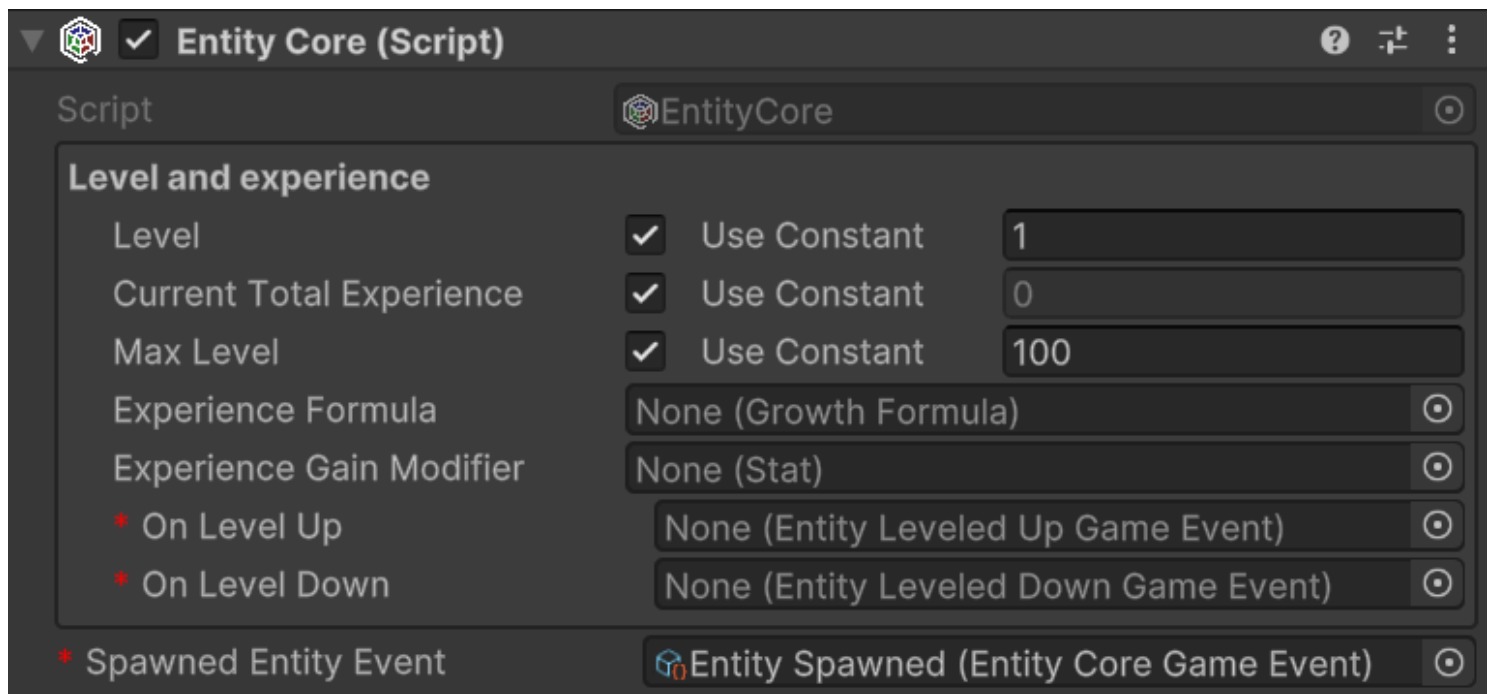 Entity Core (Script)
Script EntityCore
Level and experience
Level Use Constant 1
Current Total Experience Use Constant 0
Max Level Use Constant 100
Experience Formula None (Growth Formula)
Experience Gain Modifier None (Stat)
* On Level Up None (Entity Leveled Up Game Event)
* On Level Down None (Entity Leveled Down Game Event)
* Spawned Entity Event Entity Spawned (Entity Core Game Event)